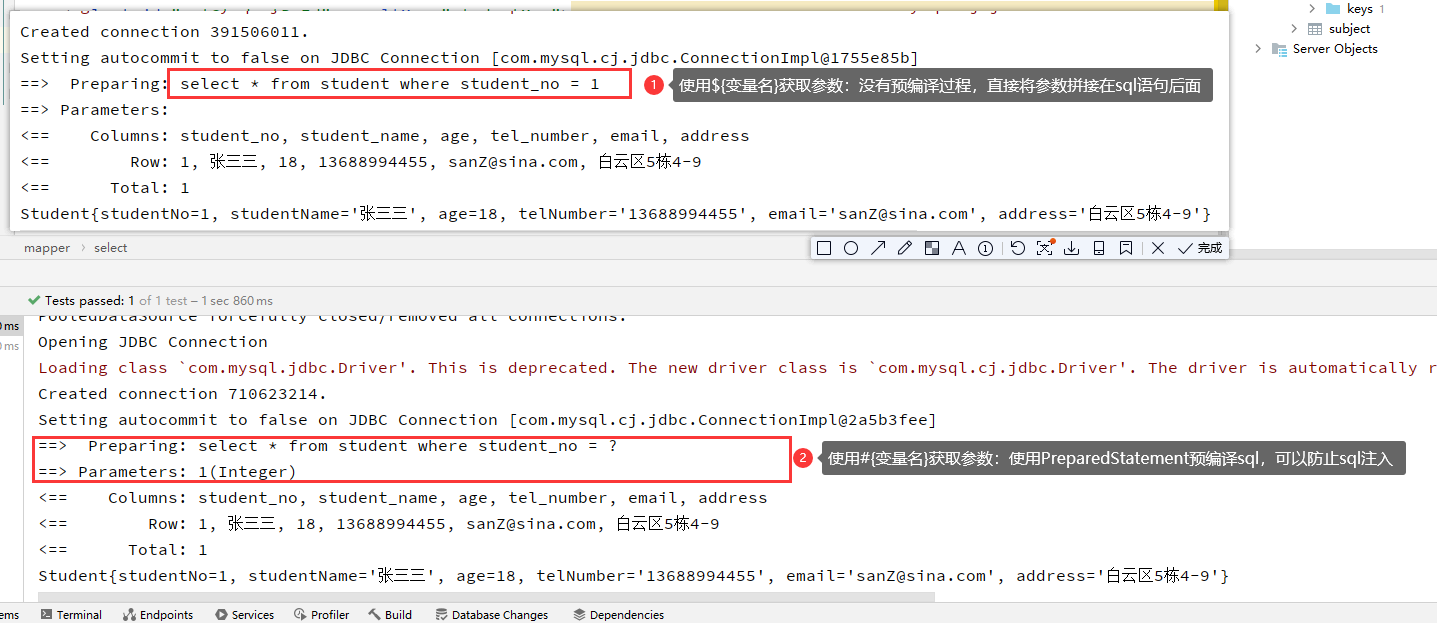 keys 1
subject
Server Objects
Created connection 391506011.
Setting autocommit to false on JDBC Connection [com.mysql.cj.jdbc.ConnectionImpl@1755e85b]
==>  Preparing: select * from student where student_no = 1
1 使用${变量名}获取参数：没有预编译过程，直接将参数拼接在sql语句后面
==> Parameters:
<==    Columns: student_no, student_name, age, tel_number, email, address
<==        Row: 1, 张三三, 18, 13688994455, sanZ@sina.com, 白云区5栋4-9
<==      Total: 1
Student{studentNo=1, studentName='张三三', age=18, telNumber='13688994455', email='sanZ@sina.com', address='白云区5栋4-9'}
mapper > select
完成
Tests passed: 1 of 1 test – 1 sec 860 ms
0 ms
0 ms
PooledDataSource forcefully closed/removed all connections.
Opening JDBC Connection
Loading class `com.mysql.jdbc.Driver'. This is deprecated. The new driver class is `com.mysql.cj.jdbc.Driver'. The driver is automatically r
Created connection 710623214.
Setting autocommit to false on JDBC Connection [com.mysql.cj.jdbc.ConnectionImpl@2a5b3fee]
==>  Preparing: select * from student where student_no = ?
==> Parameters: 1(Integer)
2 使用#{变量名}获取参数：使用PreparedStatement预编译sql，可以防止sql注入
<==    Columns: student_no, student_name, age, tel_number, email, address
<==        Row: 1, 张三三, 18, 13688994455, sanZ@sina.com, 白云区5栋4-9
<==      Total: 1
Student{studentNo=1, studentName='张三三', age=18, telNumber='13688994455', email='sanZ@sina.com', address='白云区5栋4-9'}
ems Terminal Endpoints Services Profiler Build Database Changes Dependencies